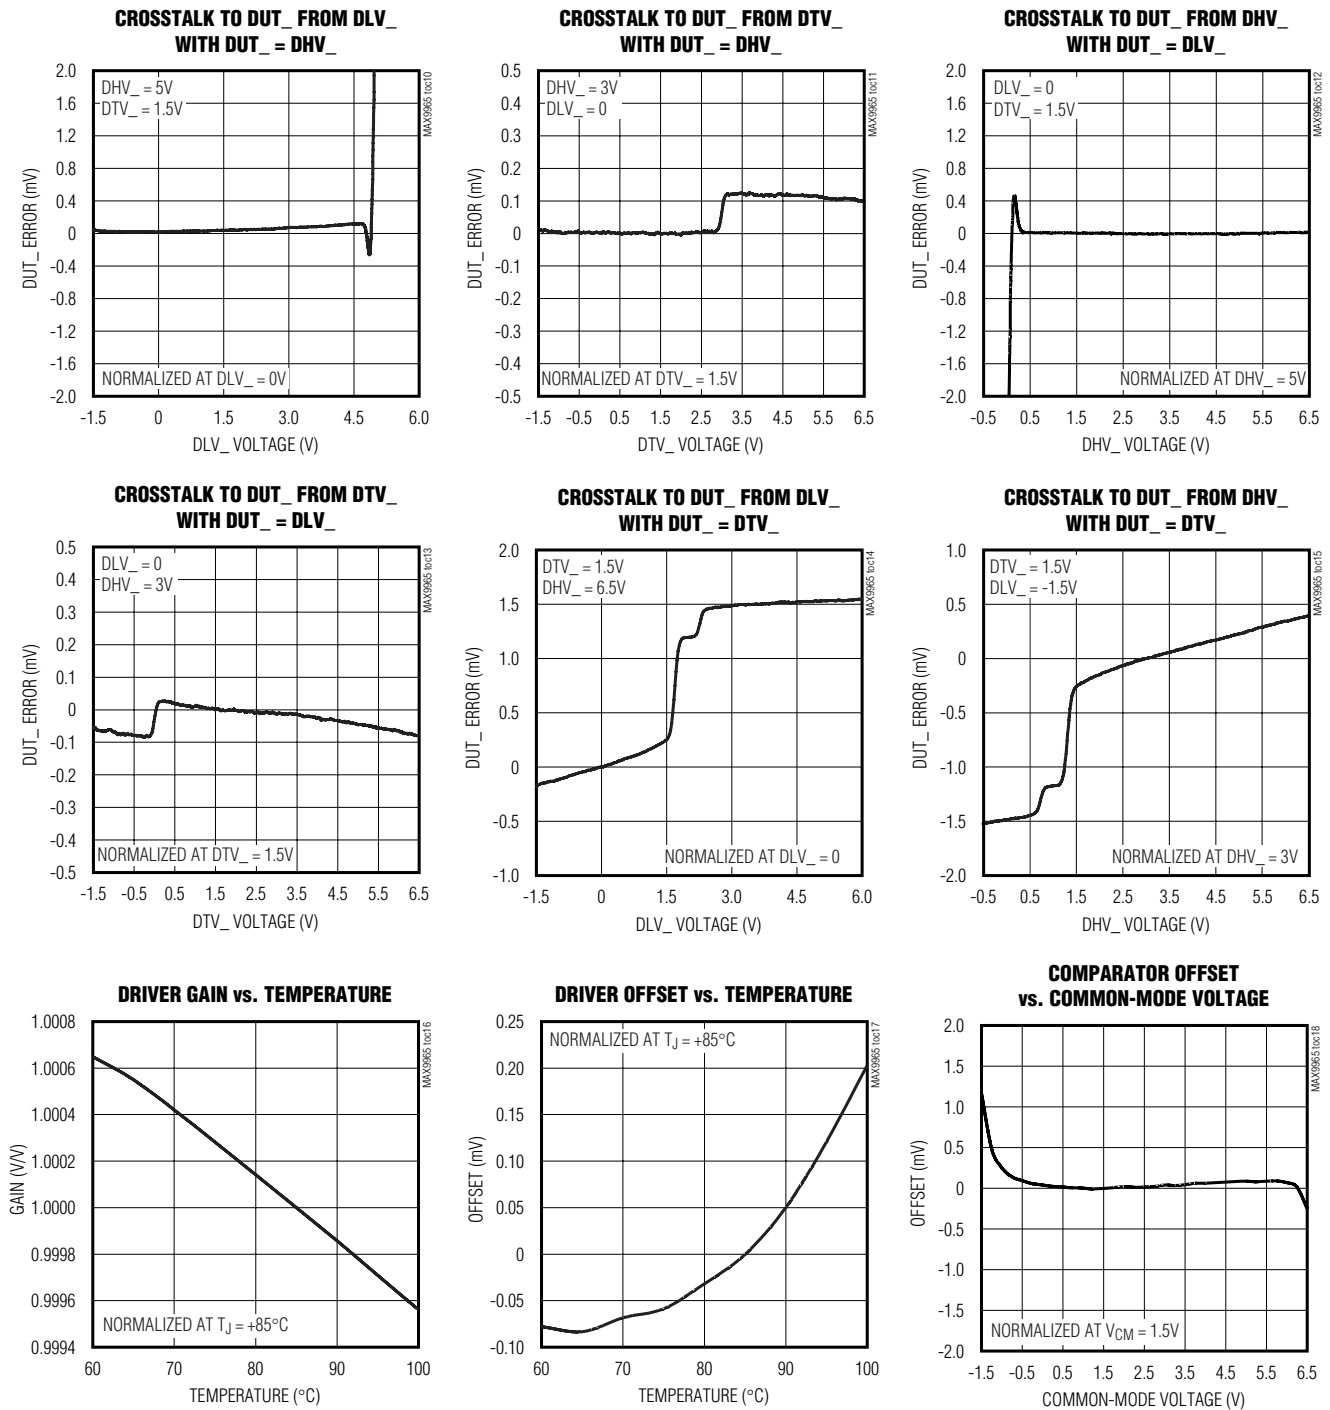 CROSSTALK TO DUT_ FROM DLV_
WITH DUT_ = DHV_
2.0
1.6
1.2
0.8
0.4
0
-0.4
-0.8
-1.2
-1.6
-2.0
DUT_ ERROR (mV)
DHV_ = 5V
DTV_ = 1.5V
MAX9965 toc10
NORMALIZED AT DLV_ = 0V
-1.5 0 1.5 3.0 4.5 6.0
DLV_ VOLTAGE (V)
CROSSTALK TO DUT_ FROM DTV_
WITH DUT_ = DHV_
0.5
0.4
0.3
0.2
0.1
0
-0.1
-0.2
-0.3
-0.4
-0.5
DUT_ ERROR (mV)
DHV_ = 3V
DLV_ = 0
MAX9965 toc11
NORMALIZED AT DTV_ = 1.5V
-1.5 -0.5 0.5 1.5 2.5 3.5 4.5 5.5 6.5
DTV_ VOLTAGE (V)
CROSSTALK TO DUT_ FROM DHV_
WITH DUT_ = DLV_
2.0
1.6
1.2
0.8
0.4
0
-0.4
-0.8
-1.2
-1.6
-2.0
DUT_ ERROR (mV)
DLV_ = 0
DTV_ = 1.5V
MAX9965 toc12
NORMALIZED AT DHV_ = 5V
-0.5 0.5 1.5 2.5 3.5 4.5 5.5 6.5
DHV_ VOLTAGE (V)
CROSSTALK TO DUT_ FROM DTV_
WITH DUT_ = DLV_
0.5
0.4
0.3
0.2
0.1
0
-0.1
-0.2
-0.3
-0.4
-0.5
DUT_ ERROR (mV)
DLV_ = 0
DHV_ = 3V
MAX9965 toc13
NORMALIZED AT DTV_ = 1.5V
-1.5 -0.5 0.5 1.5 2.5 3.5 4.5 5.5 6.5
DTV_ VOLTAGE (V)
CROSSTALK TO DUT_ FROM DLV_
WITH DUT_ = DTV_
2.0
1.5
1.0
0.5
0
-0.5
-1.0
DUT_ ERROR (mV)
DTV_ = 1.5V
DHV_ = 6.5V
MAX9965 toc14
NORMALIZED AT DLV_ = 0
-1.5 0 1.5 3.0 4.5 6.0
DLV_ VOLTAGE (V)
CROSSTALK TO DUT_ FROM DHV_
WITH DUT_ = DTV_
1.0
0.5
0
-0.5
-1.0
-1.5
-2.0
DUT_ ERROR (mV)
DTV_ = 1.5V
DLV_ = -1.5V
MAX9965 toc15
NORMALIZED AT DHV_ = 3V
-0.5 0.5 1.5 2.5 3.5 4.5 5.5 6.5
DHV_ VOLTAGE (V)
DRIVER GAIN vs. TEMPERATURE
1.0008
1.0006
1.0004
1.0002
1.0000
0.9998
0.9996
0.9994
GAIN (V/V)
MAX9965 toc16
NORMALIZED AT TJ = +85°C
60 70 80 90 100
TEMPERATURE (°C)
DRIVER OFFSET vs. TEMPERATURE
0.25
0.20
0.15
0.10
0.05
0
-0.05
-0.10
OFFSET (mV)
NORMALIZED AT TJ = +85°C
MAX9965 toc17
60 70 80 90 100
TEMPERATURE (°C)
COMPARATOR OFFSET
vs. COMMON-MODE VOLTAGE
2.0
1.5
1.0
0.5
0
-0.5
-1.0
-1.5
-2.0
OFFSET (mV)
MAX9965 toc18
NORMALIZED AT VCM = 1.5V
-1.5 -0.5 0.5 1.5 2.5 3.5 4.5 5.5 6.5
COMMON-MODE VOLTAGE (V)